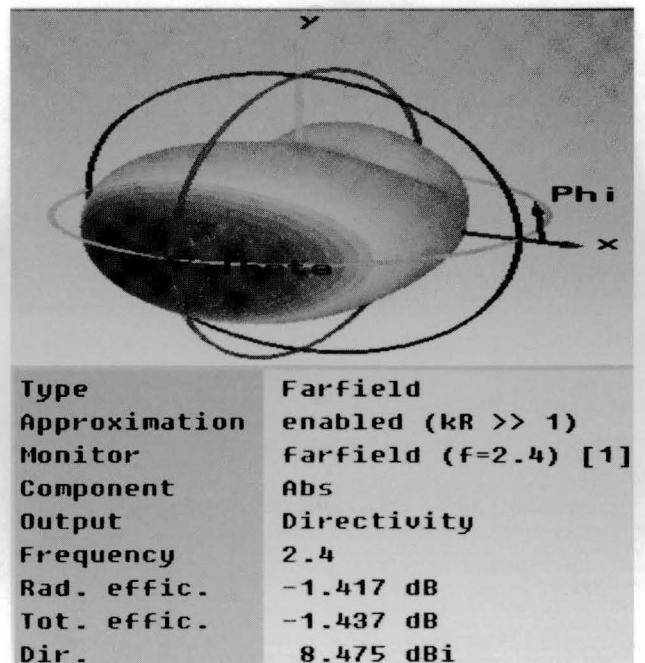 y
Phi
x
Type Farfield
Approximation enabled (kR >> 1)
Monitor farfield (f=2.4) [1]
Component Abs
Output Directivity
Frequency 2.4
Rad. effic. -1.417 dB
Tot. effic. -1.437 dB
Dir. 8.475 dBi